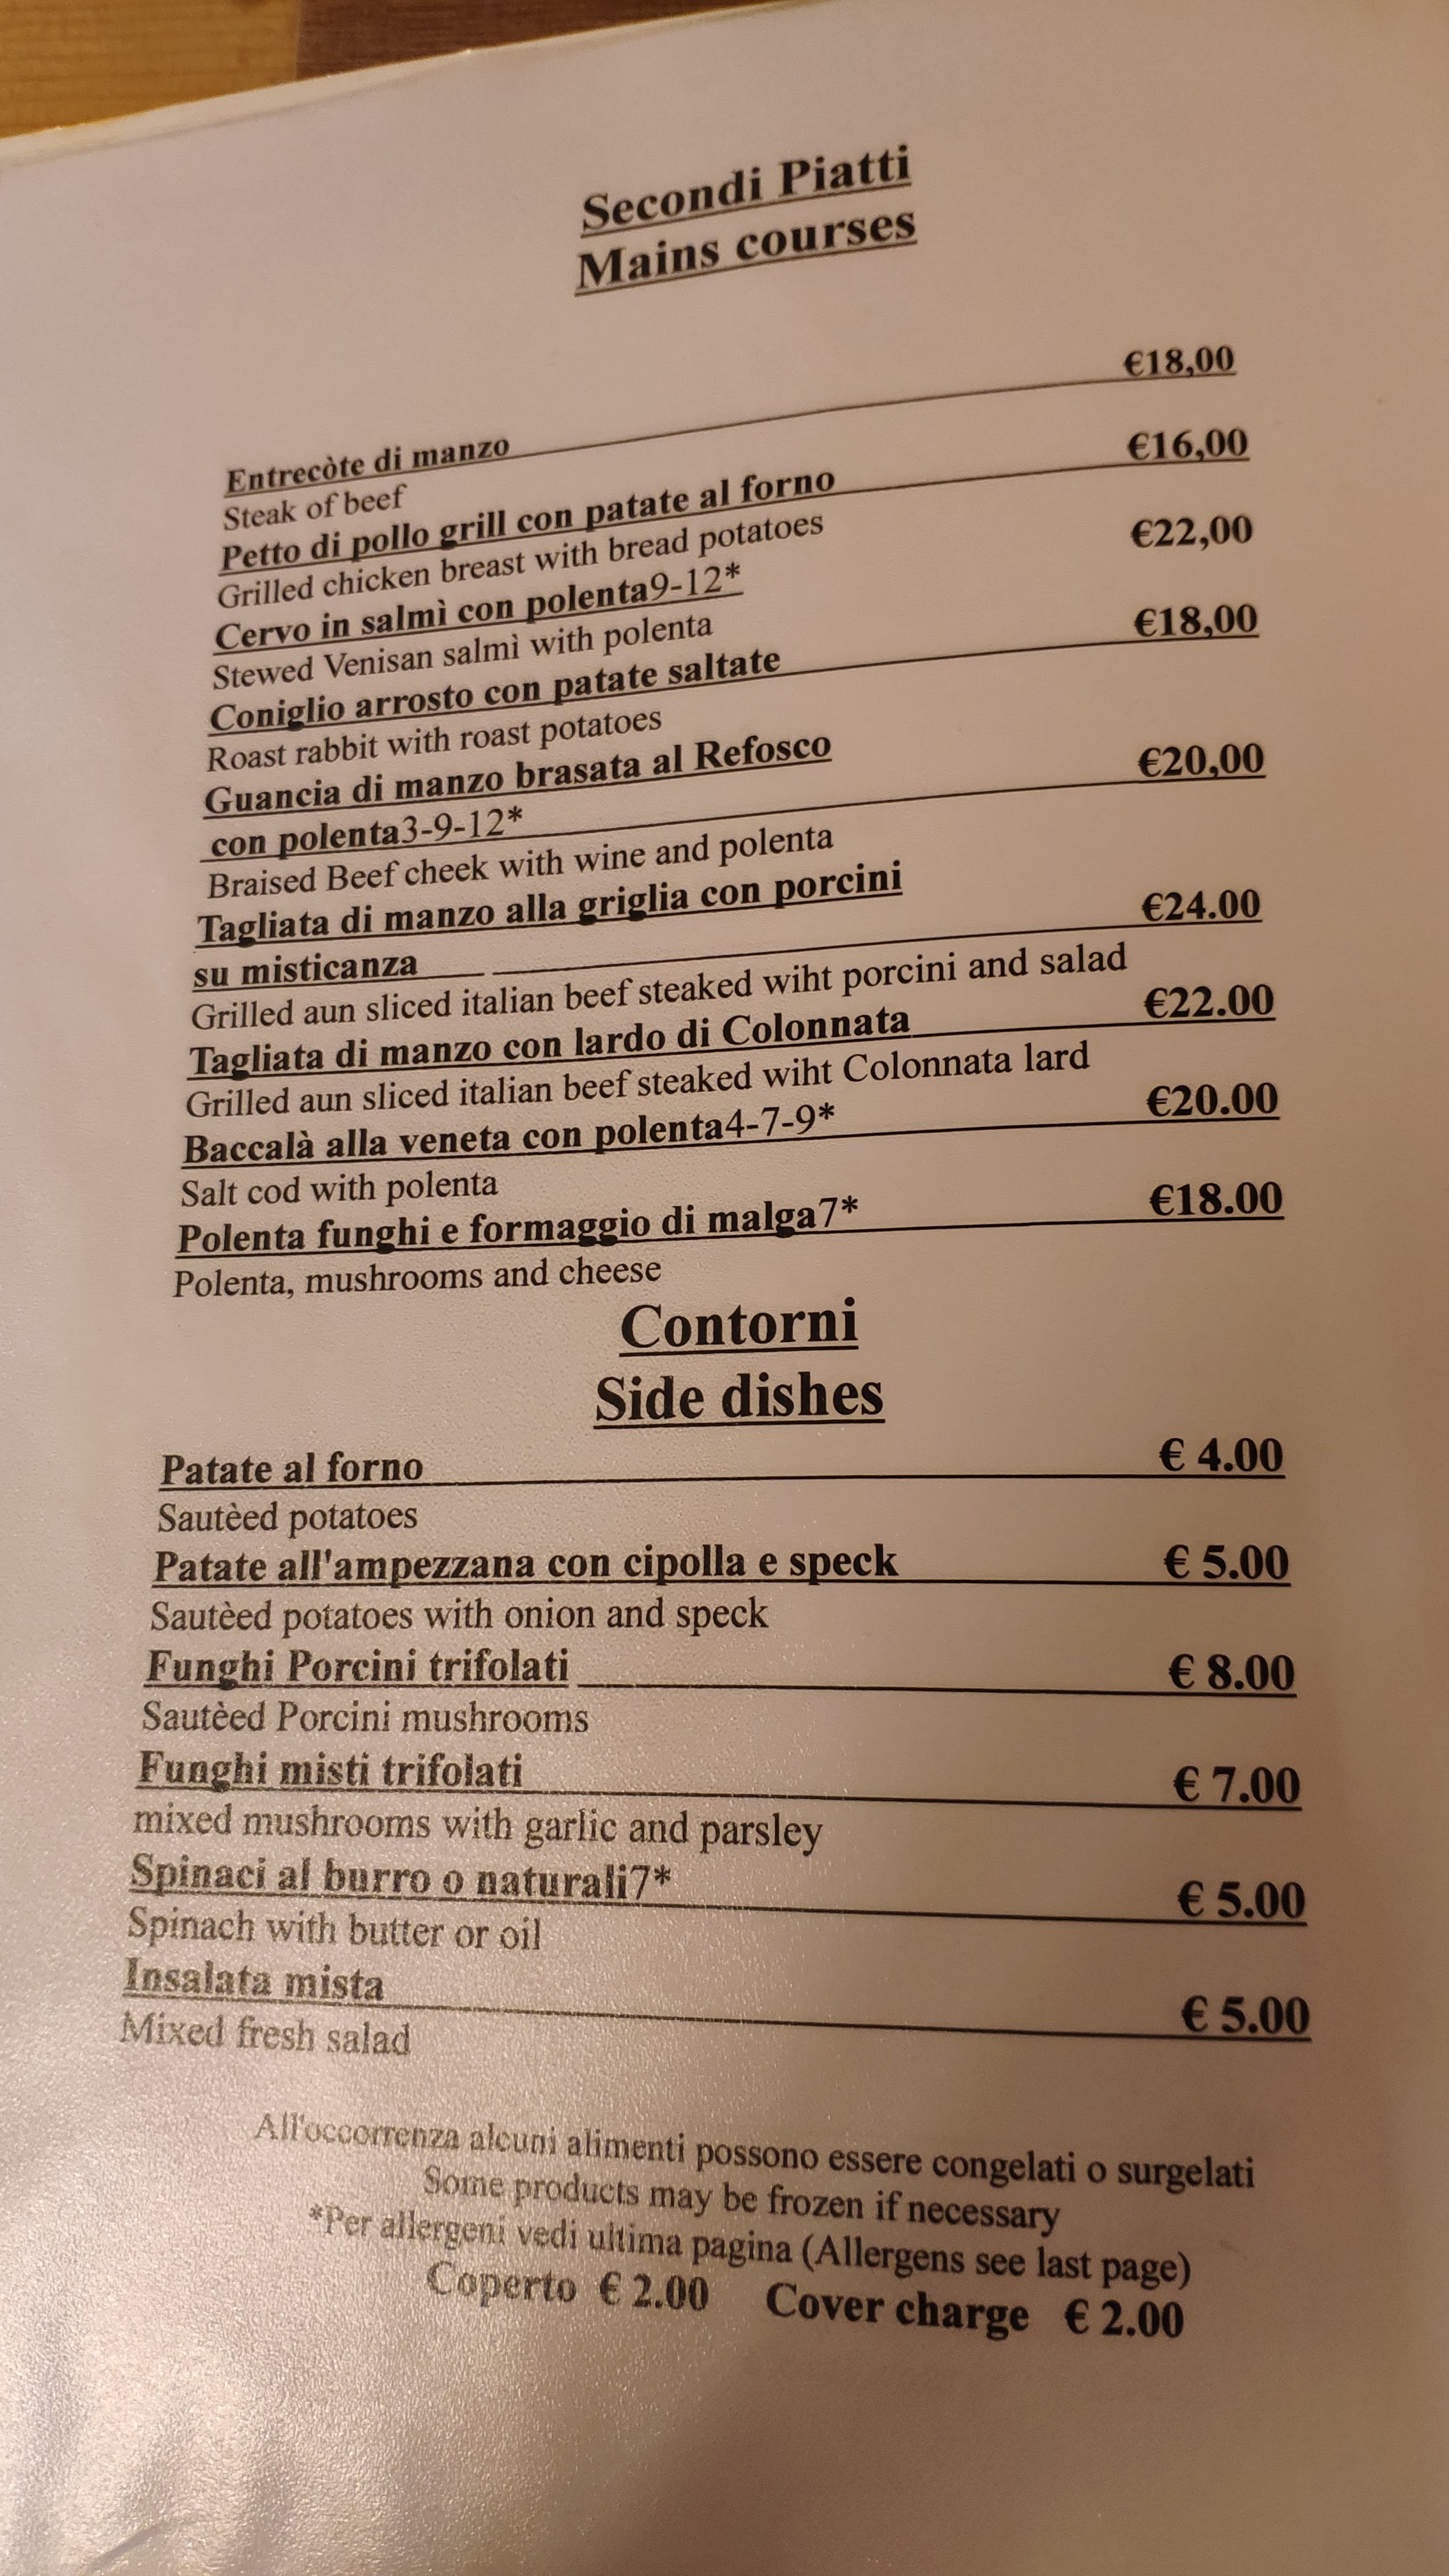 Secondi Piatti
Mains courses
Entrecòte di manzo €18,00
Steak of beef
Petto di pollo grill con patate al forno €16,00
Grilled chicken breast with bread potatoes
Cervo in salmì con polenta9-12* €22,00
Stewed Venisan salmì with polenta
Coniglio arrosto con patate saltate €18,00
Roast rabbit with roast potatoes
Guancia di manzo brasata al Refosco
con polenta3-9-12* €20,00
Braised Beef cheek with wine and polenta
Tagliata di manzo alla griglia con porcini
su misticanza €24.00
Grilled aun sliced italian beef steaked wiht porcini and salad
Tagliata di manzo con lardo di Colonnata €22.00
Grilled aun sliced italian beef steaked wiht Colonnata lard
Baccalà alla veneta con polenta4-7-9* €20.00
Salt cod with polenta
Polenta funghi e formaggio di malga7* €18.00
Polenta, mushrooms and cheese
Contorni
Side dishes
Patate al forno € 4.00
Sautèed potatoes
Patate all'ampezzana con cipolla e speck € 5.00
Sautèed potatoes with onion and speck
Funghi Porcini trifolati € 8.00
Sautèed Porcini mushrooms
Funghi misti trifolati € 7.00
mixed mushrooms with garlic and parsley
Spinaci al burro o naturali7* € 5.00
Spinach with butter or oil
Insalata mista € 5.00
Mixed fresh salad
All'occorrenza alcuni alimenti possono essere congelati o surgelati
Some products may be frozen if necessary
*Per allergeni vedi ultima pagina (Allergens see last page)
Coperto € 2.00 Cover charge € 2.00